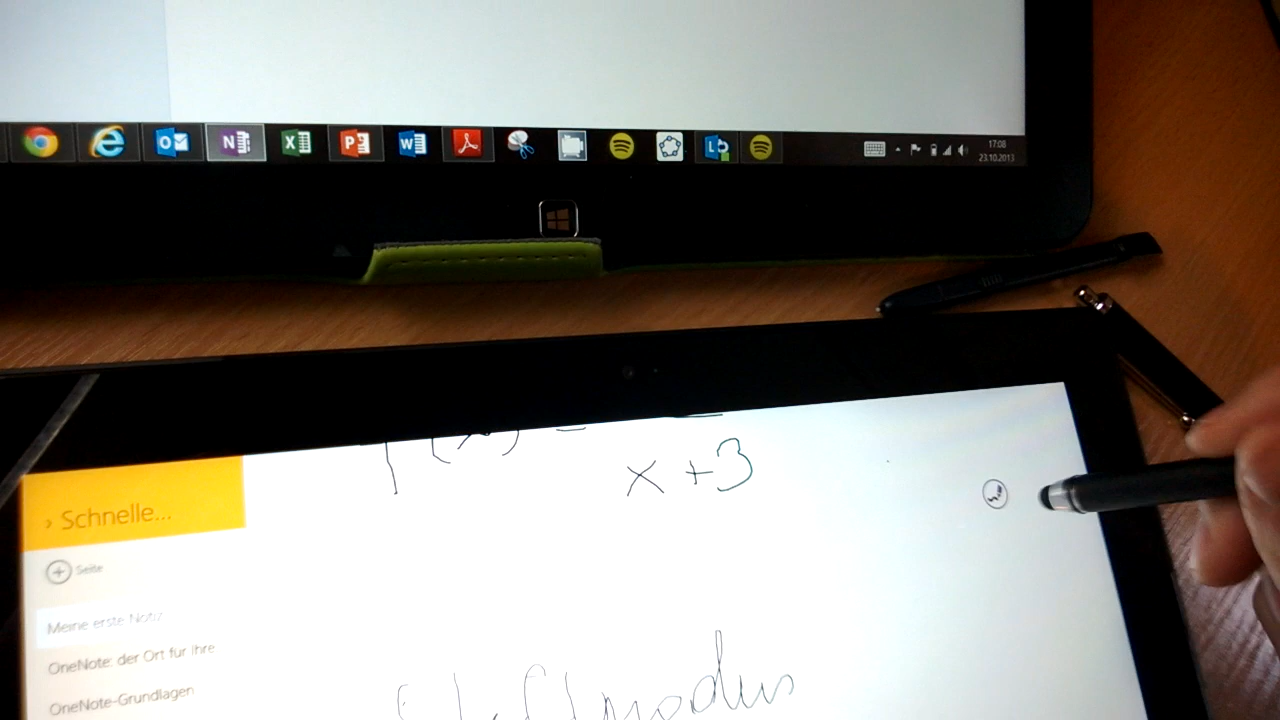 17:08
23.10.2013
x + 3
› Schnelle...
Seite
Meine erste Notiz
OneNote: der Ort für Ihre
OneNote-Grundlagen